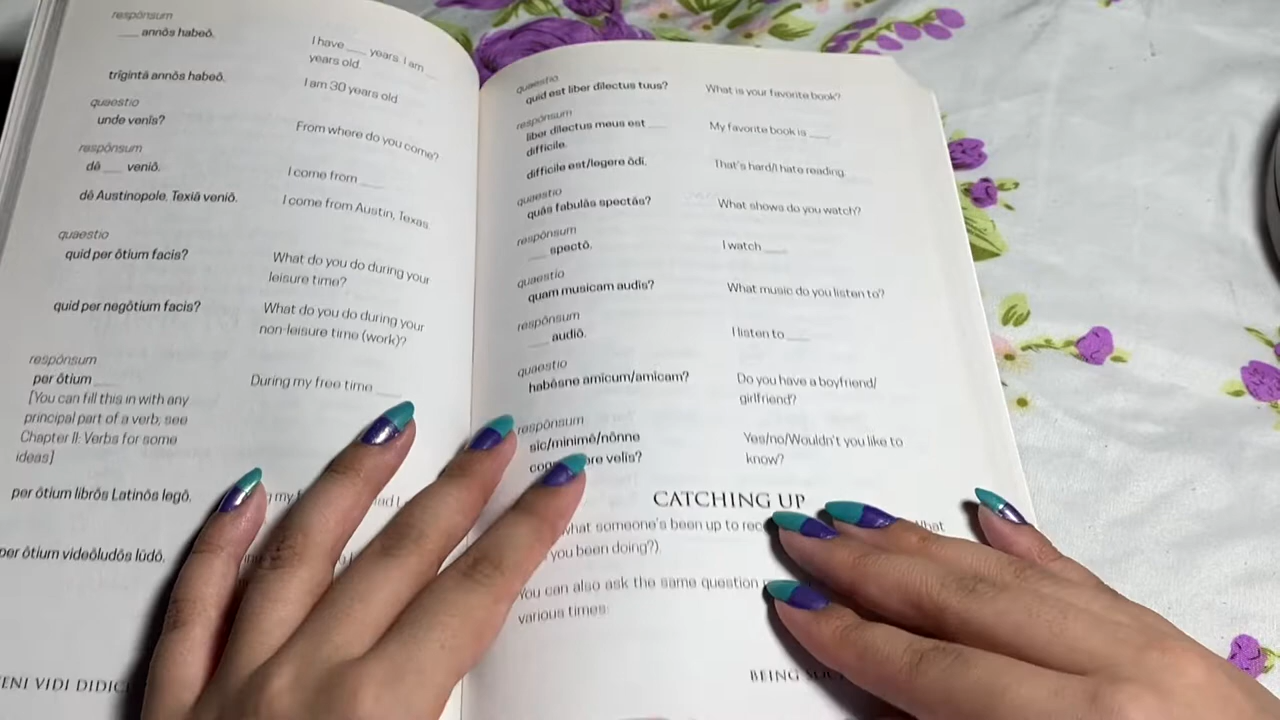 respōnsum
___ annōs habeō.
I have ___ years. I am ___
years old.
trīgintā annōs habeō.
I am 30 years old
quaestio
unde venīs?
From where do you come?
respōnsum
dē ___ veniō.
I come from ___
dē Austinopole, Texiā veniō.
I come from Austin, Texas
quaestio
quid per ōtium facis?
What do you do during your
leisure time?
quid per negōtium facis?
What do you do during your
non-leisure time (work)?
respōnsum
per ōtium ___
During my free time ___
[You can fill this in with any
principal part of a verb; see
Chapter II: Verbs for some
ideas]
per ōtium librōs Latīnōs legō,
my
per ōtium videōludōs lūdō,
VENI VIDI DIDICI
quaestio
quid est liber dilectus tuus?
What is your favorite book?
respōnsum
liber dilectus meus est ___
difficile.
My favorite book is ___
difficile est/legere ōdī.
That's hard/I hate reading
quaestio
quās fabulās spectās?
What shows do you watch?
respōnsum
___ spectō.
I watch ___
quaestio
quam musicam audīs?
What music do you listen to?
respōnsum
___ audiō.
I listen to ___
quaestio
habēsne amicum/amicam?
Do you have a boyfriend/
girlfriend?
respōnsum
sīc/minimē/nōnne
velīs?
Yes/no/Wouldn't you like to
know?
CATCHING UP
what someone's been up to What
you been doing?).
You can also ask the same question
various times:
BEING